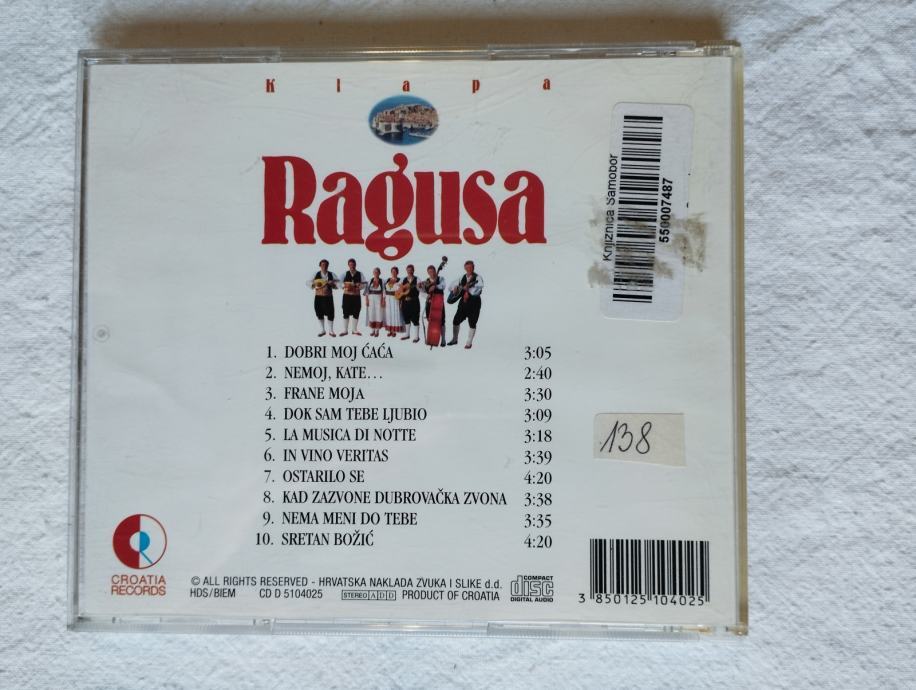 Klapa
Ragusa
Knjižnica Samobor
550007487
1. DOBRI MOJ ĆAĆA 3:05
2. NEMOJ, KATE... 2:40
3. FRANE MOJA 3:30
4. DOK SAM TEBE LJUBIO 3:09
5. LA MUSICA DI NOTTE 3:18
6. IN VINO VERITAS 3:39
7. OSTARILO SE 4:20
8. KAD ZAZVONE DUBROVAČKA ZVONA 3:38
9. NEMA MENI DO TEBE 3:35
10. SRETAN BOŽIĆ 4:20
138
CROATIA
RECORDS
© ALL RIGHTS RESERVED - HRVATSKA NAKLADA ZVUKA I SLIKE d.d.
HDS/BIEM CD D 5104025 STEREO ADD PRODUCT OF CROATIA
COMPACT
disc
DIGITAL AUDIO
3 850125 104025